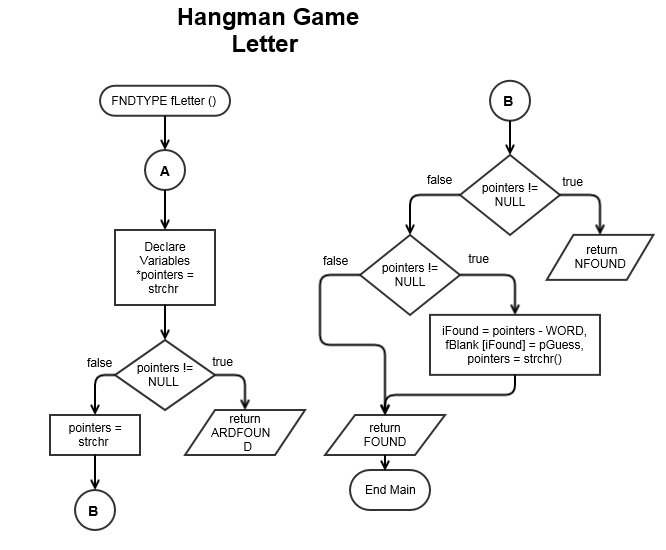 Hangman Game
Letter
FNDTYPE fLetter ()
A
Declare
Variables
*pointers =
strchr
false
pointers !=
NULL
true
pointers =
strchr
return
ARDFOUN
D
B
B
false
pointers !=
NULL
true
return
NFOUND
false
pointers !=
NULL
true
iFound = pointers - WORD,
fBlank [iFound] = pGuess,
pointers = strchr()
return
FOUND
End Main